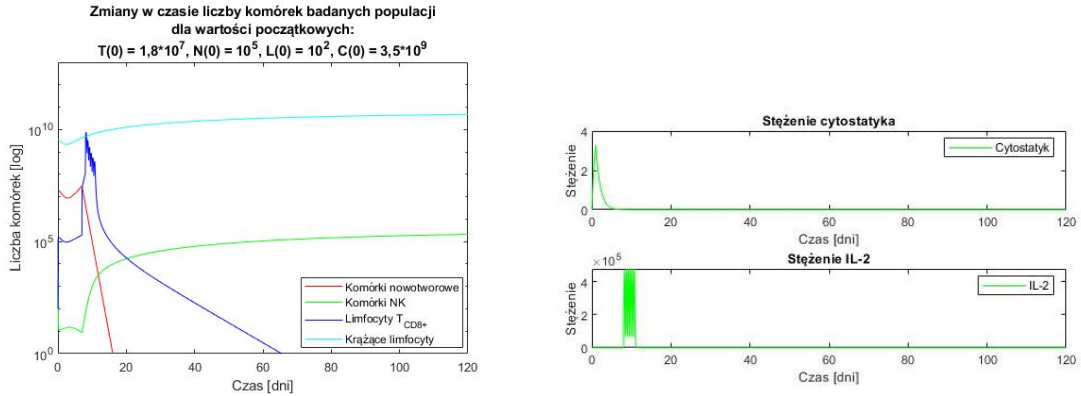 Zmiany w czasie liczby komórek badanych populacji
dla wartości początkowych:
T(0) = 1,8*10^7, N(0) = 10^5, L(0) = 10^2, C(0) = 3,5*10^9
Liczba komórek [log]
10^10
10^5
10^0
0 20 40 60 80 100 120
Czas [dni]
Komórki nowotworowe
Komórki NK
Limfocyty T_CD8+
Krążące limfocyty
Stężenie cytostatyka
Stężenie
4
2
0
0 20 40 60 80 100 120
Czas [dni]
Cytostatyk
Stężenie IL-2
×10^5
Stężenie
4
2
0
0 20 40 60 80 100 120
Czas [dni]
IL-2